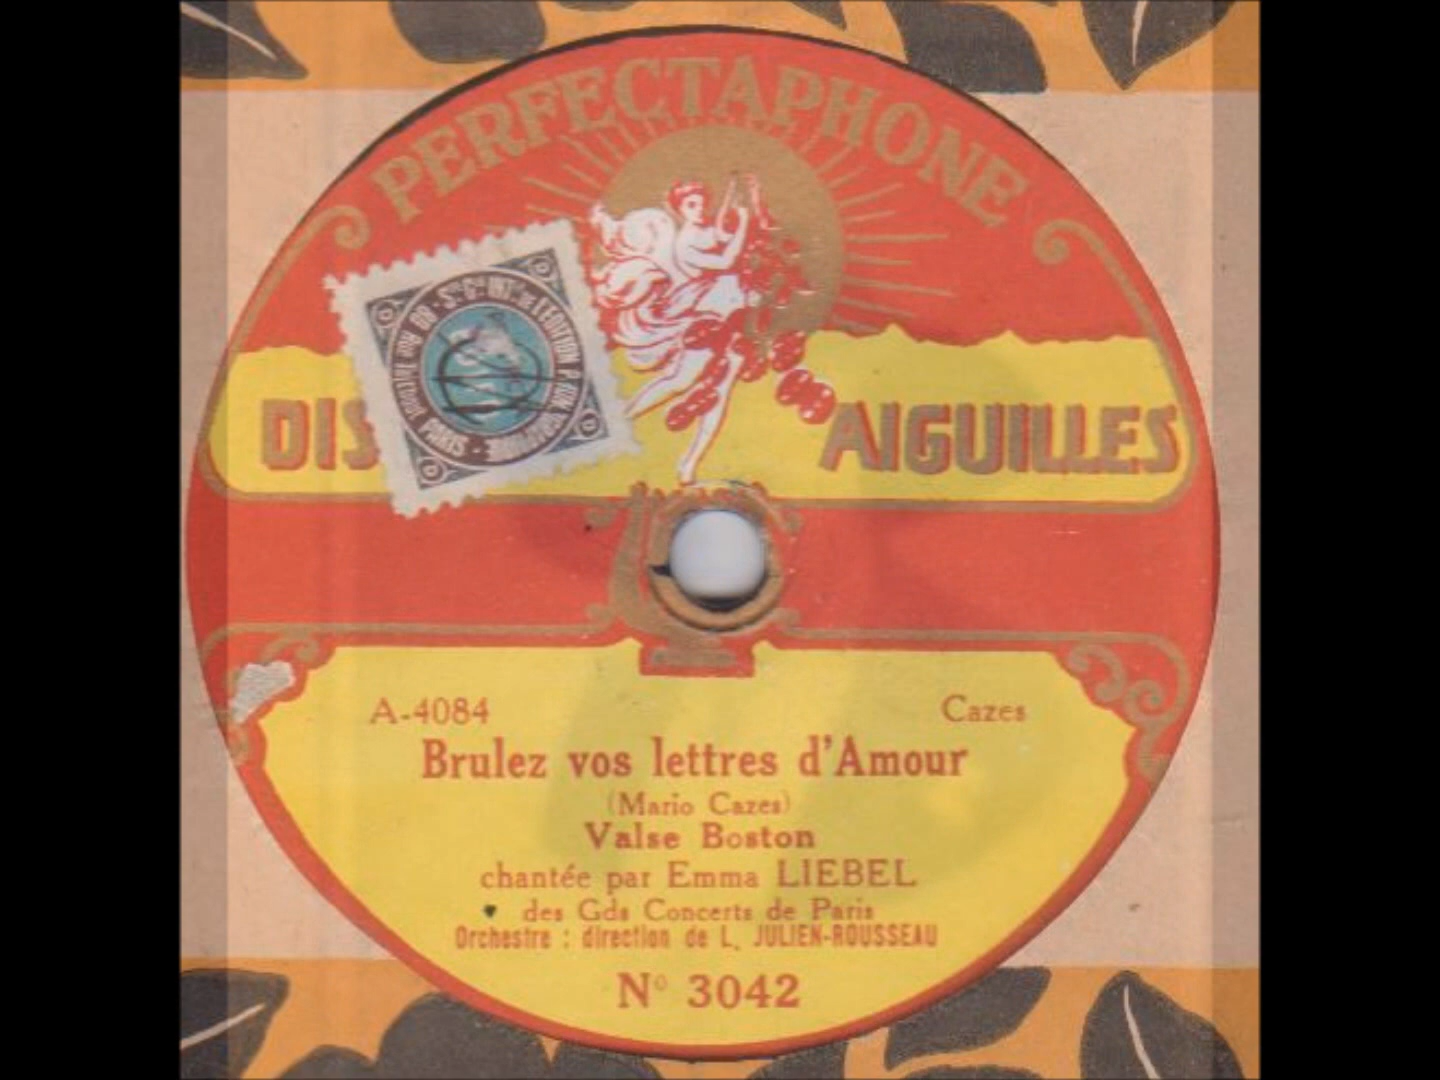 PERFECTAPHONE
DIS
AIGUILLES
PARIS
A-4084
Cazes
Brulez vos lettres d'Amour
(Mario Cazes)
Valse Boston
chantée par Emma LIEBEL
des Gds Concerts de Paris
Orchestre : direction de L. JULIEN-ROUSSEAU
N° 3042